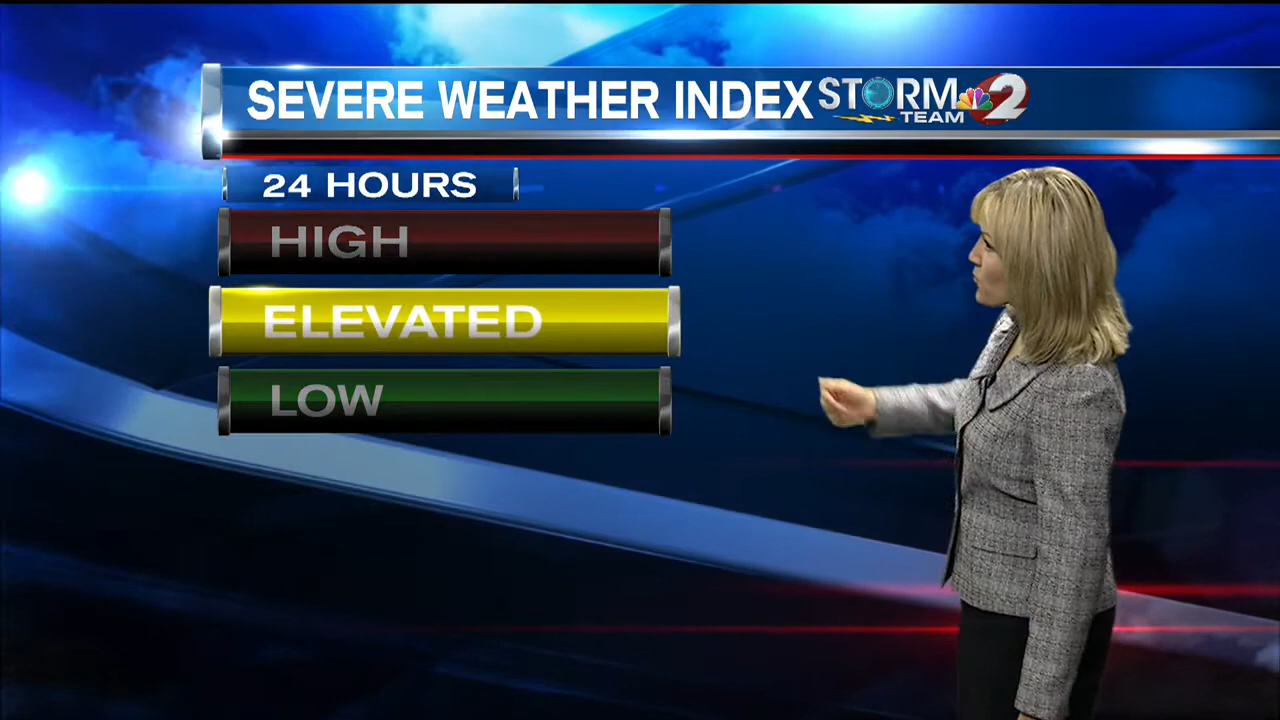 SEVERE WEATHER INDEX
STORM TEAM 2
24 HOURS
HIGH
ELEVATED
LOW